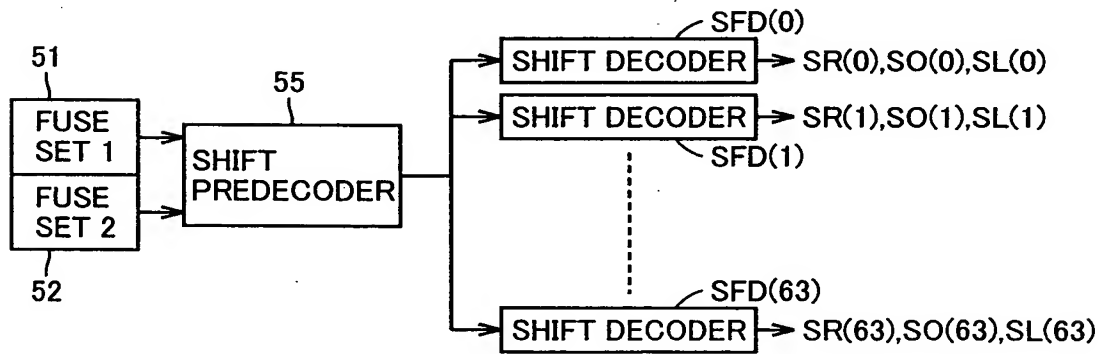 SFD(0)
SHIFT DECODER
SR(0),SO(0),SL(0)
51
55
FUSE
SET 1
SHIFT
PREDECODER
SHIFT DECODER
SR(1),SO(1),SL(1)
SFD(1)
FUSE
SET 2
52
SFD(63)
SHIFT DECODER
SR(63),SO(63),SL(63)